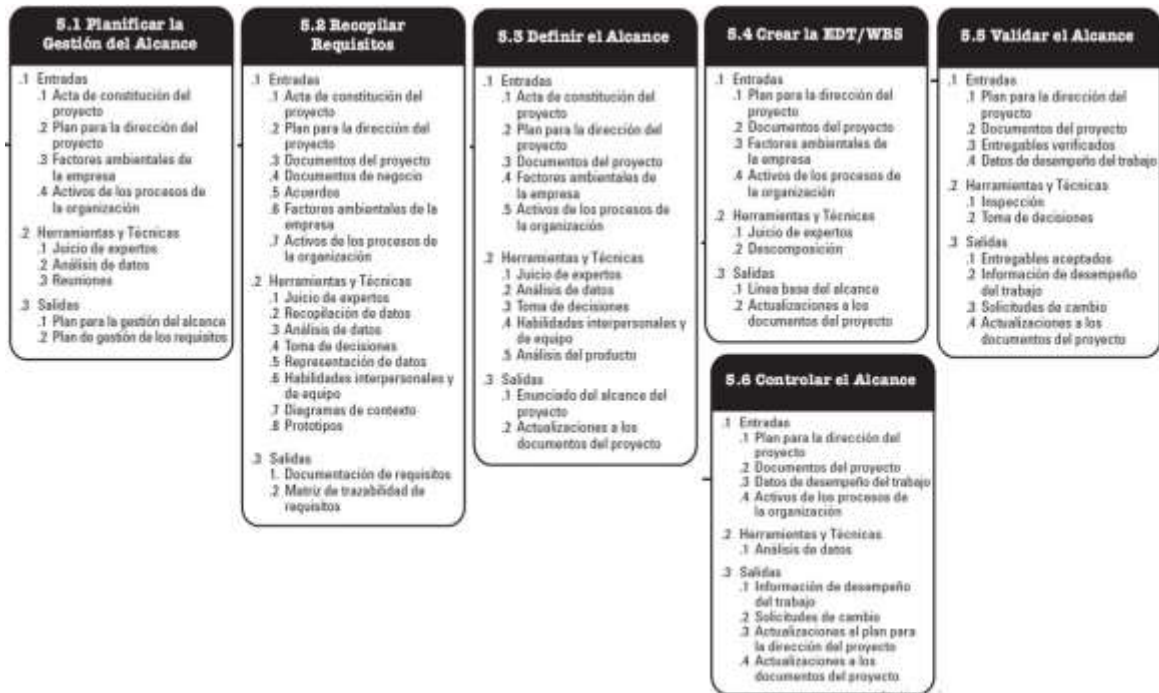 5.1 Planificar la
Gestión del Alcance
.1 Entradas
.1 Acta de constitución del
proyecto
.2 Plan para la dirección del
proyecto
.3 Factores ambientales de
la empresa
.4 Activos de los procesos de
la organización
.2 Herramientas y Técnicas
.1 Juicio de expertos
.2 Análisis de datos
.3 Reuniones
.3 Salidas
.1 Plan para la gestión del alcance
.2 Plan de gestión de los requisitos
5.2 Recopilar
Requisitos
.1 Entradas
.1 Acta de constitución del
proyecto
.2 Plan para la dirección del
proyecto
.3 Documentos del proyecto
.4 Documentos de negocio
.5 Acuerdos
.6 Factores ambientales de la
empresa
.7 Activos de los procesos de
la organización
.2 Herramientas y Técnicas
.1 Juicio de expertos
.2 Recopilación de datos
.3 Análisis de datos
.4 Toma de decisiones
.5 Representación de datos
.6 Habilidades interpersonales y
de equipo
.7 Diagramas de contexto
.8 Prototipos
.3 Salidas
1. Documentación de requisitos
.2 Matriz de trazabilidad de
requisitos
5.3 Definir el Alcance
.1 Entradas
.1 Acta de constitución del
proyecto
.2 Plan para la dirección del
proyecto
.3 Documentos del proyecto
.4 Factores ambientales de
la empresa
.5 Activos de los procesos de
la organización
.2 Herramientas y Técnicas
.1 Juicio de expertos
.2 Análisis de datos
.3 Toma de decisiones
.4 Habilidades interpersonales y
de equipo
.5 Análisis del producto
.3 Salidas
.1 Enunciado del alcance del
proyecto
.2 Actualizaciones a los
documentos del proyecto
5.4 Crear la EDT/WBS
.1 Entradas
.1 Plan para la dirección del
proyecto
.2 Documentos del proyecto
.3 Factores ambientales de
la empresa
.4 Activos de los procesos de
la organización
.2 Herramientas y Técnicas
.1 Juicio de expertos
.2 Descomposición
.3 Salidas
.1 Línea base del alcance
.2 Actualizaciones a los
documentos del proyecto
5.5 Validar el Alcance
.1 Entradas
.1 Plan para la dirección del
proyecto
.2 Documentos del proyecto
.3 Entregables verificados
.4 Datos de desempeño del trabajo
.2 Herramientas y Técnicas
.1 Inspección
.2 Toma de decisiones
.3 Salidas
.1 Entregables aceptados
.2 Información de desempeño
del trabajo
.3 Solicitudes de cambio
.4 Actualizaciones a los
documentos del proyecto
5.6 Controlar el Alcance
.1 Entradas
.1 Plan para la dirección del
proyecto
.2 Documentos del proyecto
.3 Datos de desempeño del trabajo
.4 Activos de los procesos de
la organización
.2 Herramientas y Técnicas
.1 Análisis de datos
.3 Salidas
.1 Información de desempeño
del trabajo
.2 Solicitudes de cambio
.3 Actualizaciones al plan para
la dirección del proyecto
.4 Actualizaciones a los
documentos del proyecto